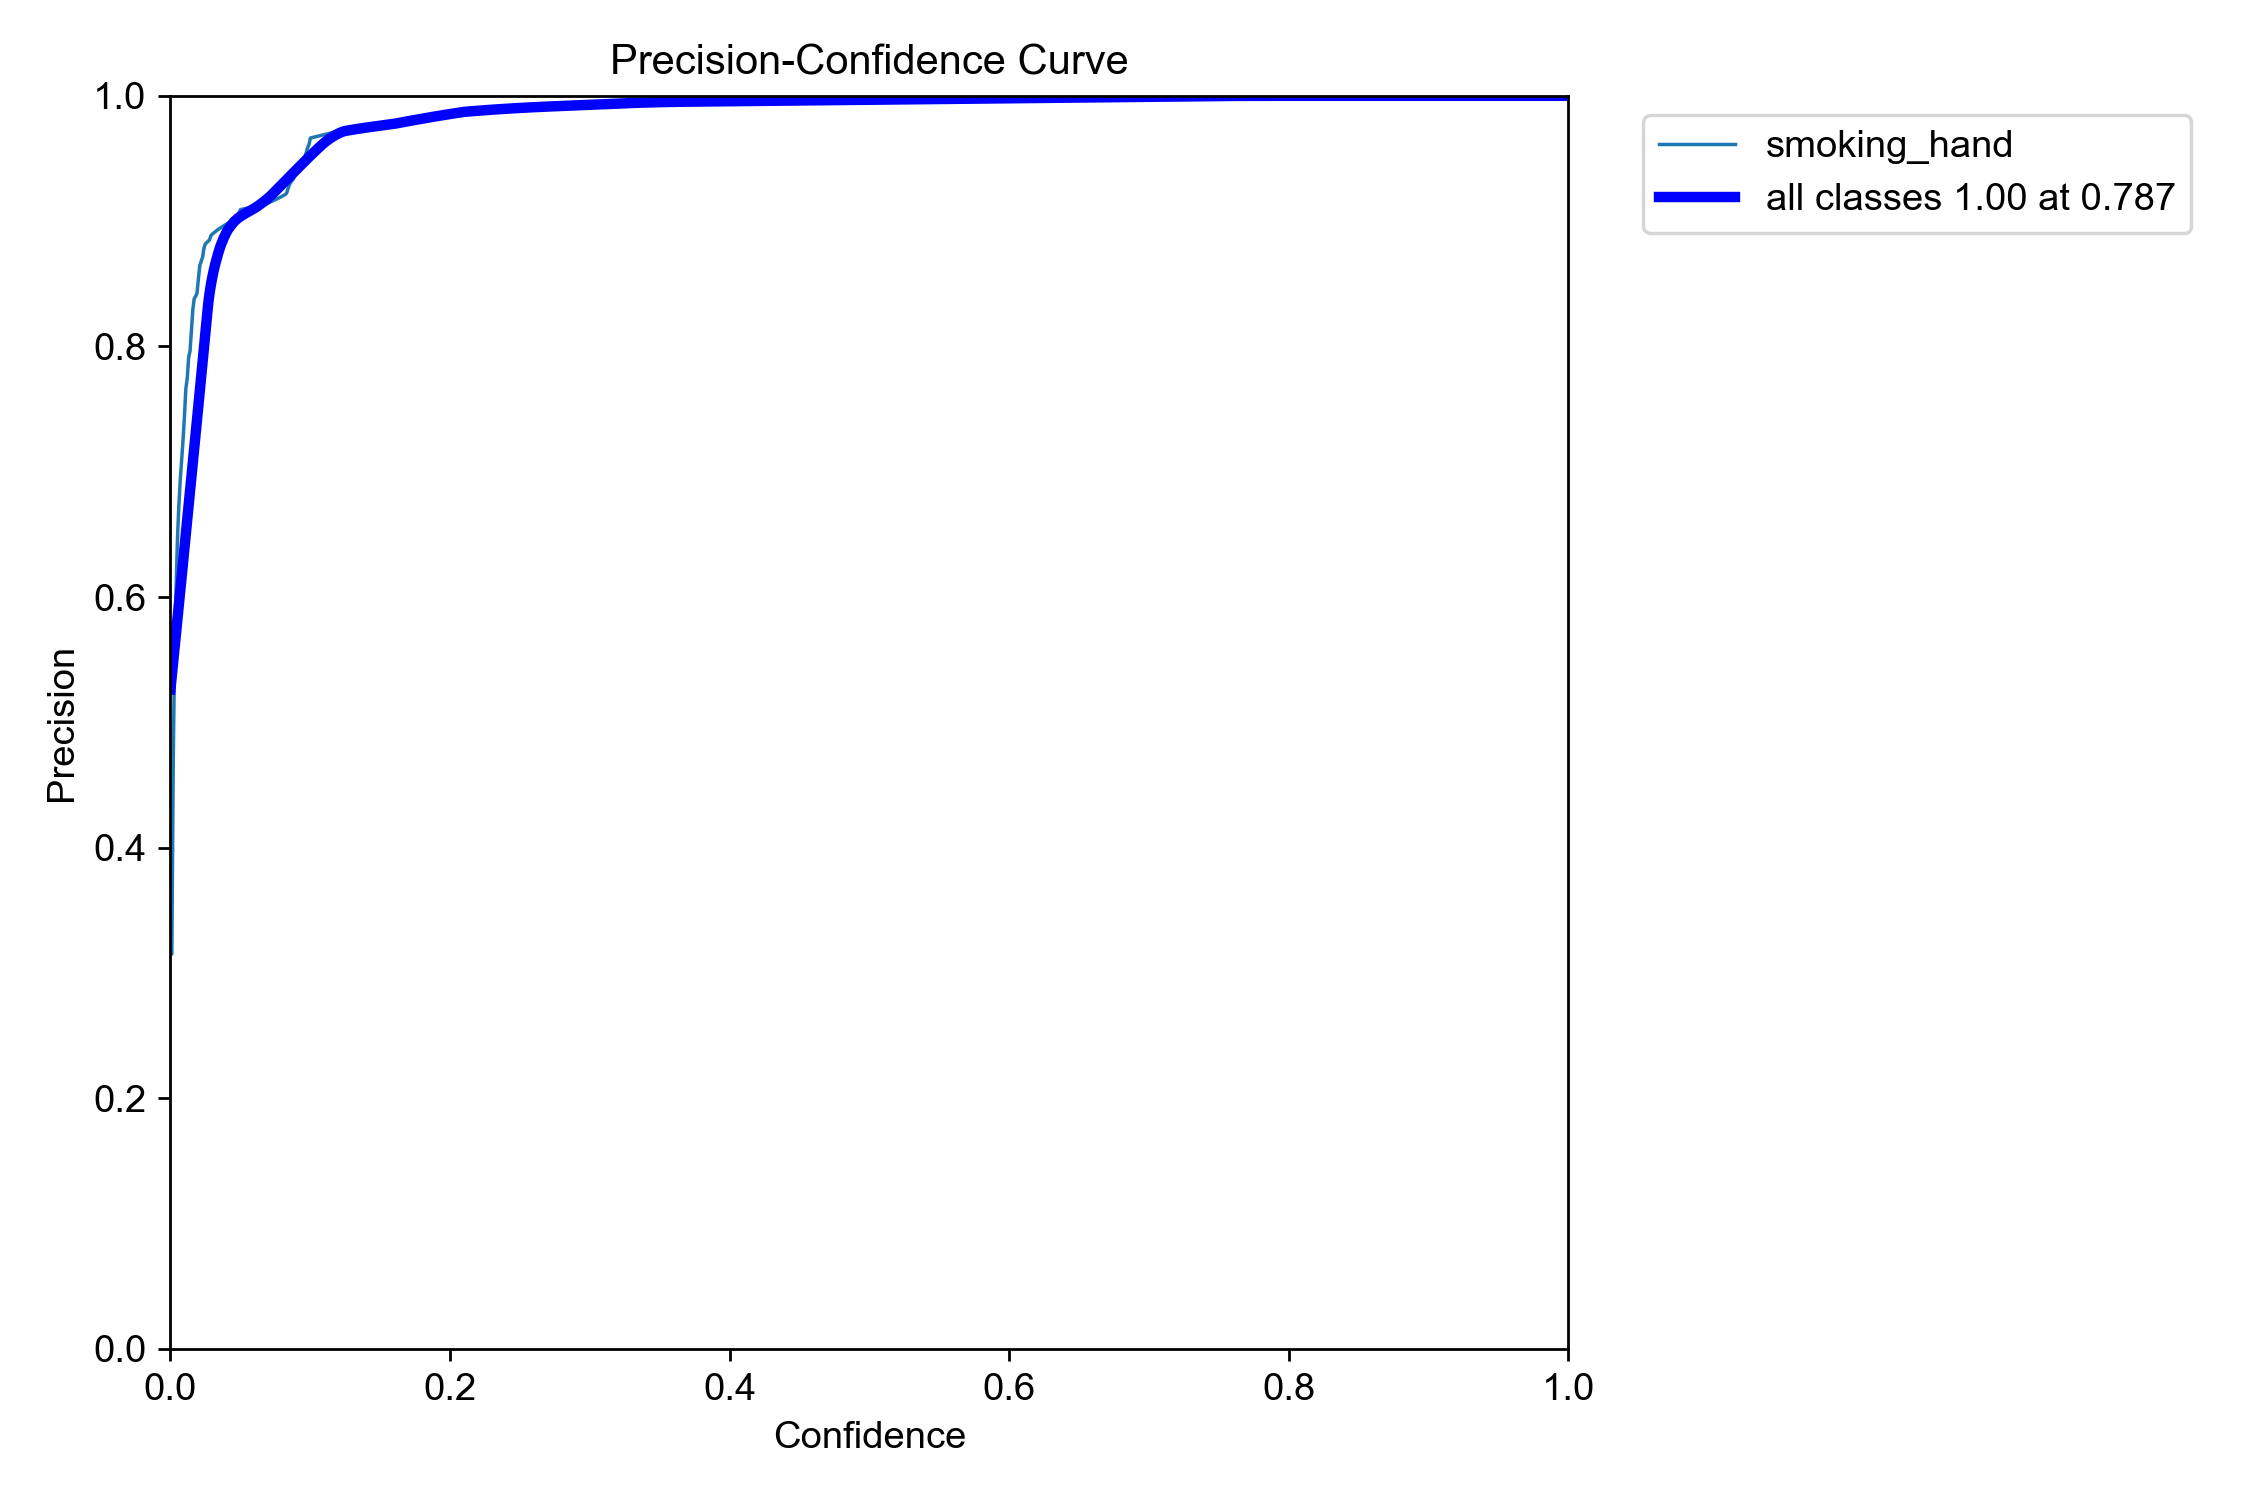 Precision-Confidence Curve
1.0
0.8
0.6
0.4
0.2
0.0
Precision
0.0 0.2 0.4 0.6 0.8 1.0
Confidence
smoking_hand
all classes 1.00 at 0.787